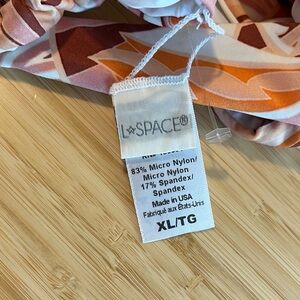 L★SPACE®
83% Micro Nylon/
Micro Nylon
17% Spandex/
Spandex
Made in USA
Fabriqué aux États-Unis
XL/TG